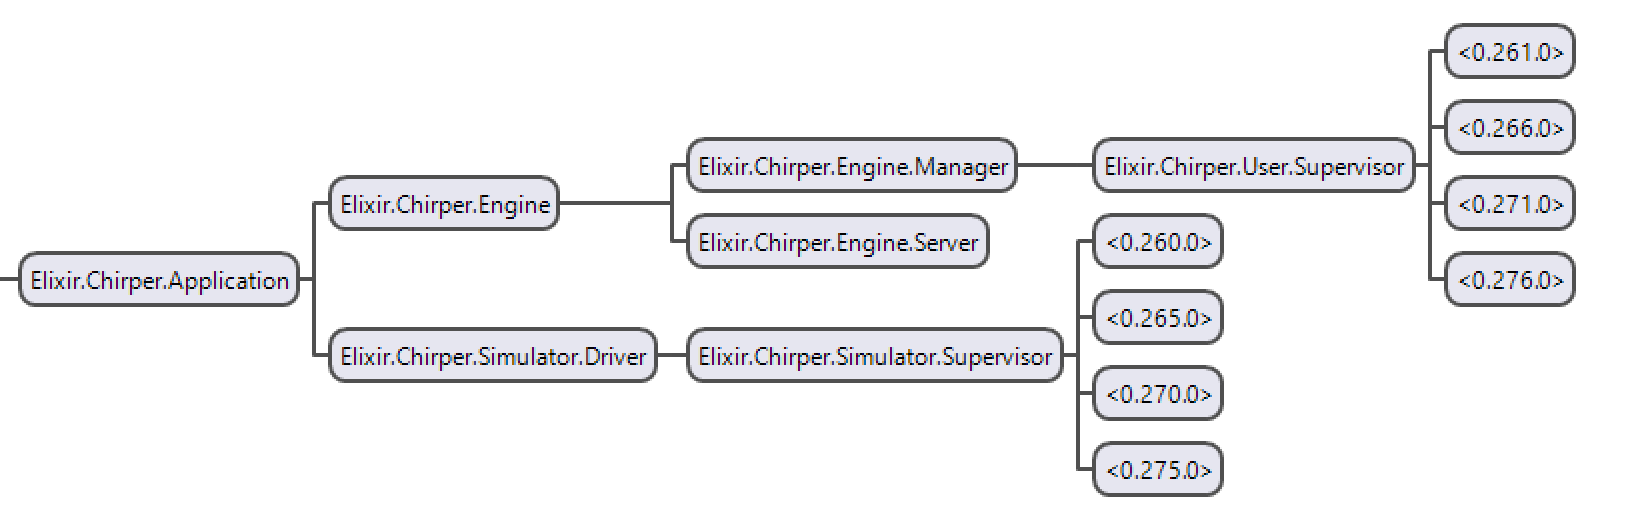 Elixir.Chirper.Application
Elixir.Chirper.Engine
Elixir.Chirper.Engine.Manager
Elixir.Chirper.User.Supervisor
<0.261.0>
<0.266.0>
<0.271.0>
<0.276.0>
Elixir.Chirper.Engine.Server
Elixir.Chirper.Simulator.Driver
Elixir.Chirper.Simulator.Supervisor
<0.260.0>
<0.265.0>
<0.270.0>
<0.275.0>